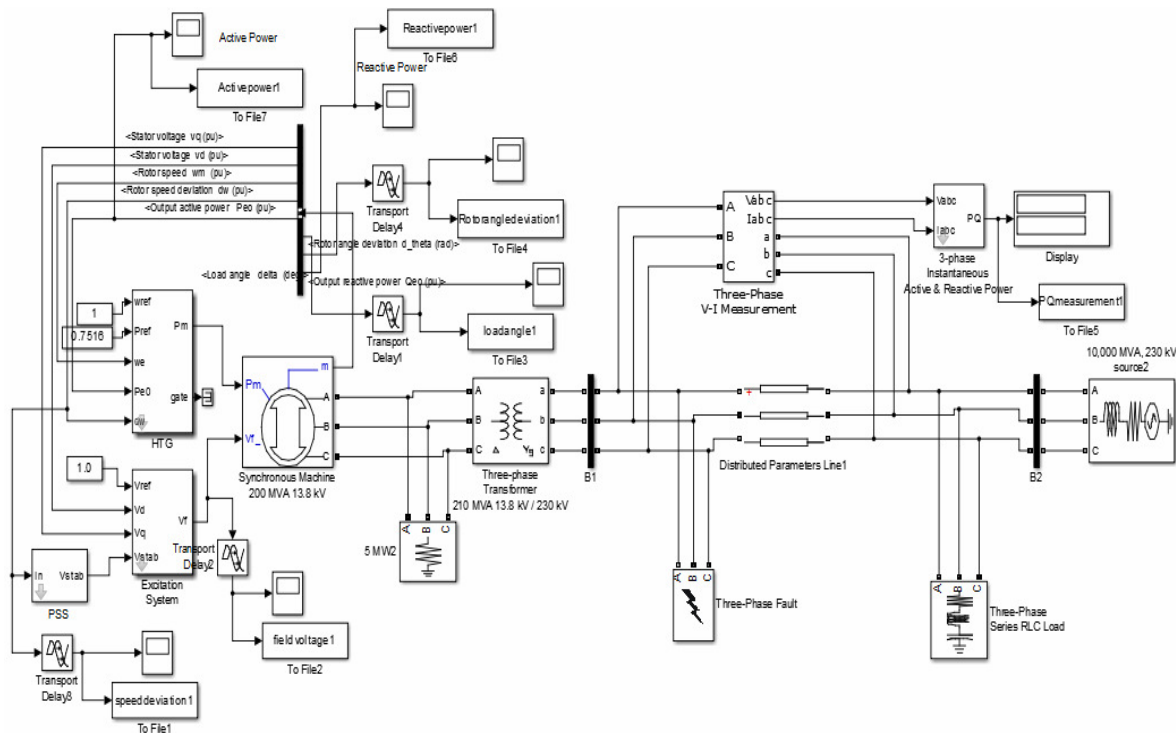 Active Power
Reactivepower1
To File6
Reactive Power
Activepower1
To File7
<Stator voltage vq (pu)>
<Stator voltage vd (pu)>
<Rotor speed wm (pu)>
<Rotor speed deviation dw (pu)>
<Output active power Peo (pu)>
Transport
Delay4
Rotorangledeviation1
To File4
<Rotor angle deviation d_theta (rad)
<Load angle delta (deg)>
<Output reactive power Qeo (pu)>
Transport
Delay1
loadangle1
To File3
A
B
C
Vabc
Iabc
a
b
c
Three-Phase
V-I Measurement
Vabc
Iabc
PQ
3-phase
Instantaneous
Active & Reactive Power
Display
PQmeasurement1
To File5
1
0.7516
wref
Pref
we
Pe0
dw
Pm
gate
HTG
Pm
Vf_
m
A
B
C
Synchronous Machine
200 MVA 13.8 kV
A
B
C
a
b
c
Δ
Yg
Three-phase
Transformer
210 MVA 13.8 kV / 230 kV
B1
Distributed Parameters Line1
B2
10,000 MVA, 230 kV
source2
A
B
C
1.0
Vref
Vd
Vq
Vstab
Vf
Excitation
System
In
Vstab
PSS
Transport
Delay2
fieldvoltage1
To File2
Transport
Delay3
speeddeviation1
To File1
A
B
C
5 MW2
A
B
C
Three-Phase Fault
A
B
C
Three-Phase
Series RLC Load